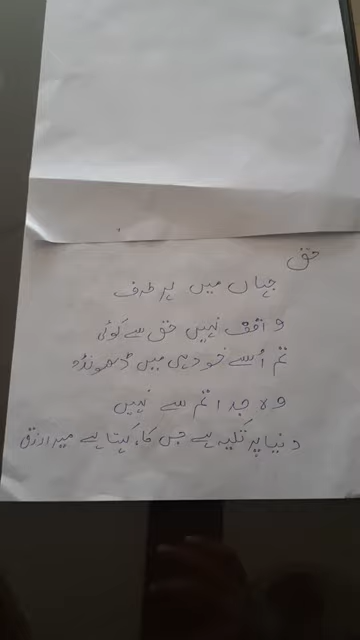 حق
جہاں میں ہر طرف
واقف نہیں حق سے کوئی
تم اُسے خود ہی میں ڈھونڈو
وہ جدا تم سے نہیں
دنیا پر تکیہ ہے جس کا، کہتا ہے میرا رزق